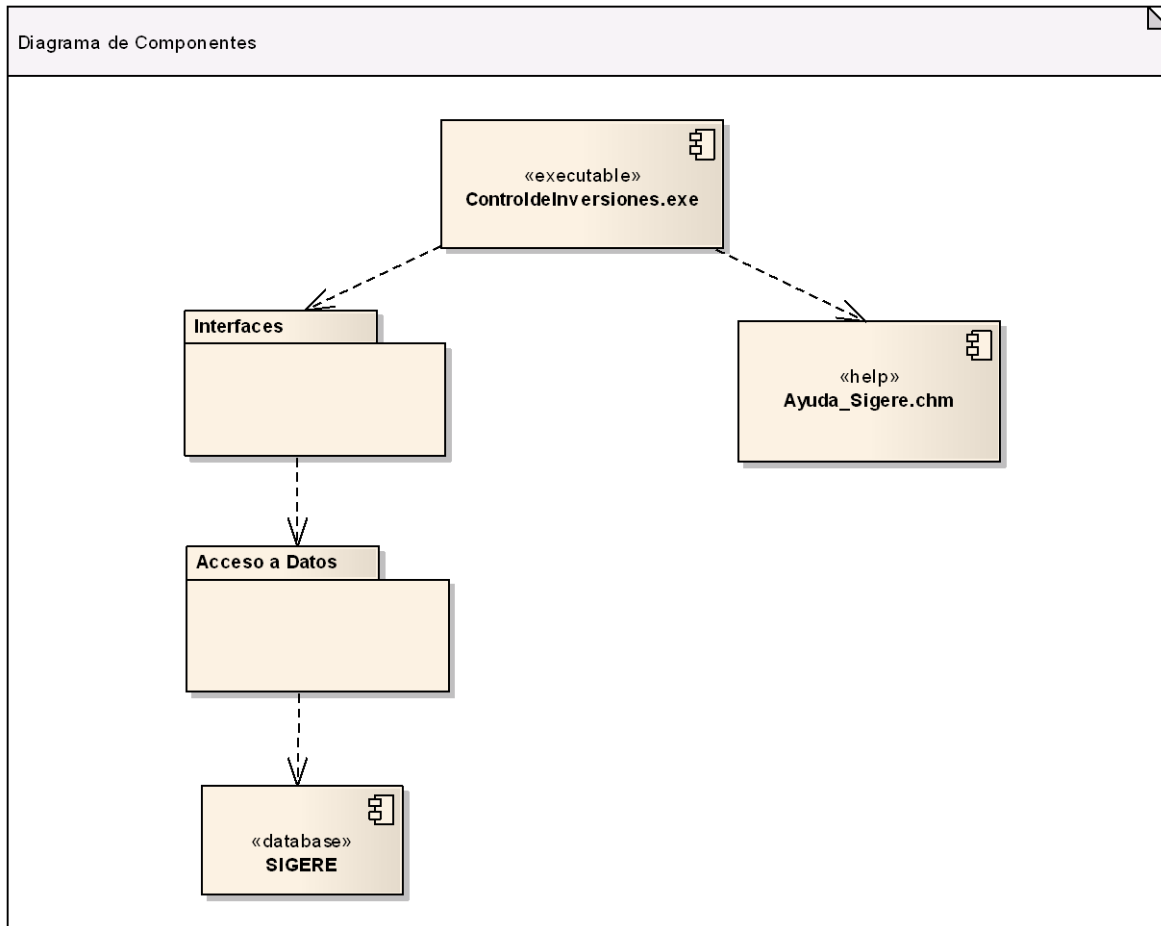 Diagrama de Componentes
«executable»
ControldeInversiones.exe
Interfaces
«help»
Ayuda_Sigere.chm
Acceso a Datos
«database»
SIGERE